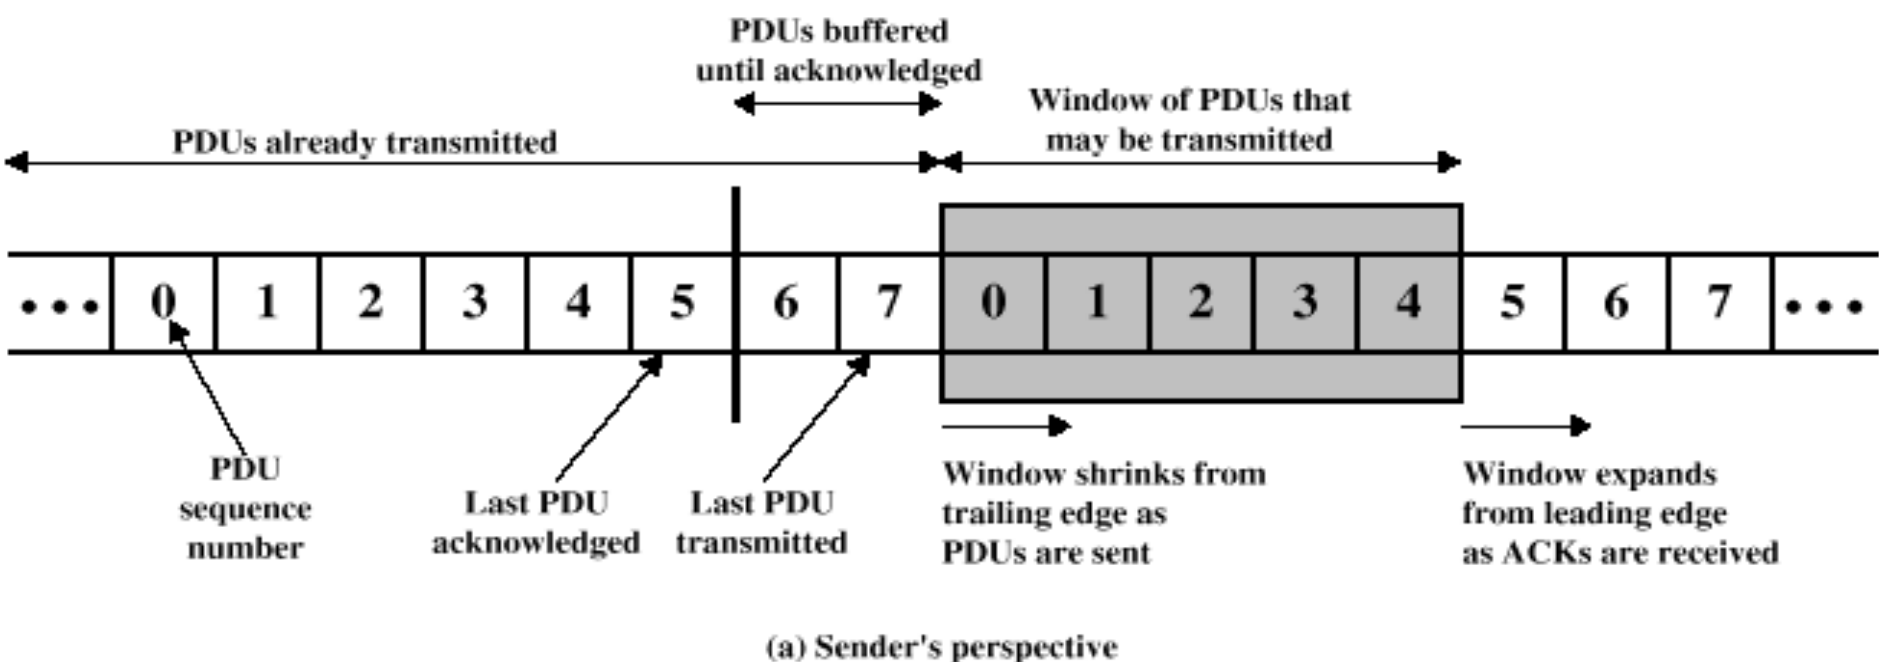 PDUs buffered
until acknowledged
Window of PDUs that
may be transmitted
PDUs already transmitted
••• 0 1 2 3 4 5 6 7 0 1 2 3 4 5 6 7 •••
PDU
sequence
number
Last PDU
acknowledged
Last PDU
transmitted
Window shrinks from
trailing edge as
PDUs are sent
Window expands
from leading edge
as ACKs are received
(a) Sender's perspective